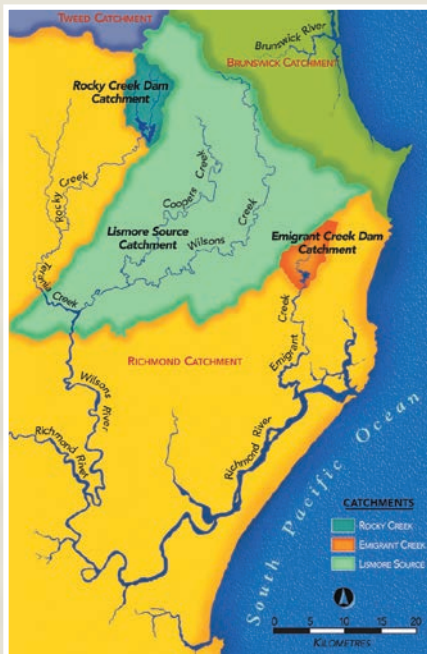 TWEED CATCHMENT
Brunswick River
BRUNSWICK CATCHMENT
Rocky Creek Dam
Catchment
Rocky Creek
Coopers Creek
Wilsons Creek
Lismore Source
Catchment
Emigrant Creek Dam
Catchment
Terania Creek
Emigrant Creek
RICHMOND CATCHMENT
Wilsons River
Richmond River
Richmond River
South Pacific Ocean
CATCHMENTS
ROCKY CREEK
EMIGRANT CREEK
LISMORE SOURCE
0 5 10 15 20
KILOMETRES